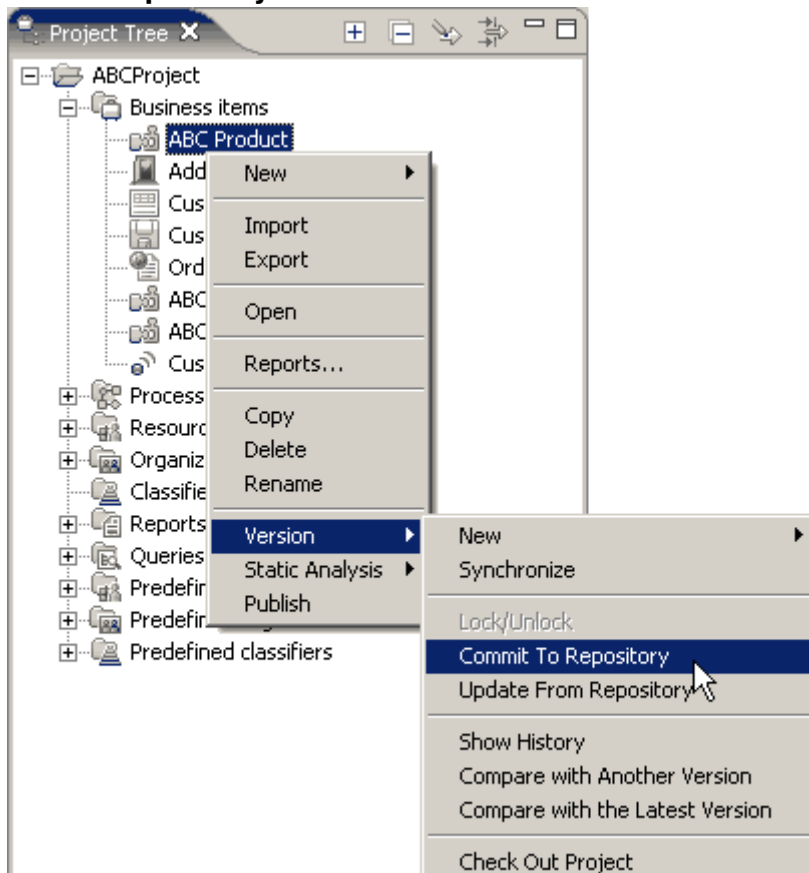 Project Tree
ABCProject
Business items
ABC Product
Add
Cus
Cus
Ord
ABC
ABC
Cus
Process
Resourc
Organiz
Classifie
Reports
Queries
Predefin
Predefin
Predefined classifiers
New
Import
Export
Open
Reports...
Copy
Delete
Rename
Version
Static Analysis
Publish
New
Synchronize
Lock/Unlock
Commit To Repository
Update From Repository
Show History
Compare with Another Version
Compare with the Latest Version
Check Out Project